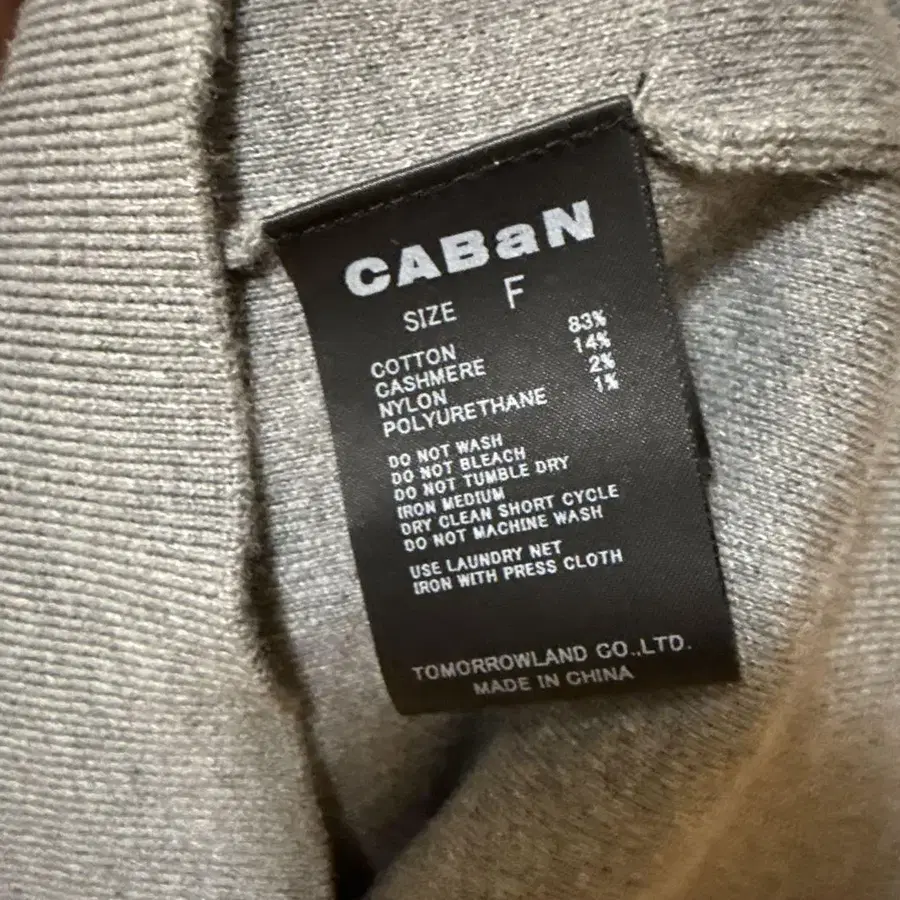 CABaN
SIZE F
COTTON 83%
CASHMERE 14%
NYLON 2%
POLYURETHANE 1%
DO NOT WASH
DO NOT BLEACH
DO NOT TUMBLE DRY
IRON MEDIUM
DRY CLEAN SHORT CYCLE
DO NOT MACHINE WASH
USE LAUNDRY NET
IRON WITH PRESS CLOTH
TOMORROWLAND CO.,LTD.
MADE IN CHINA